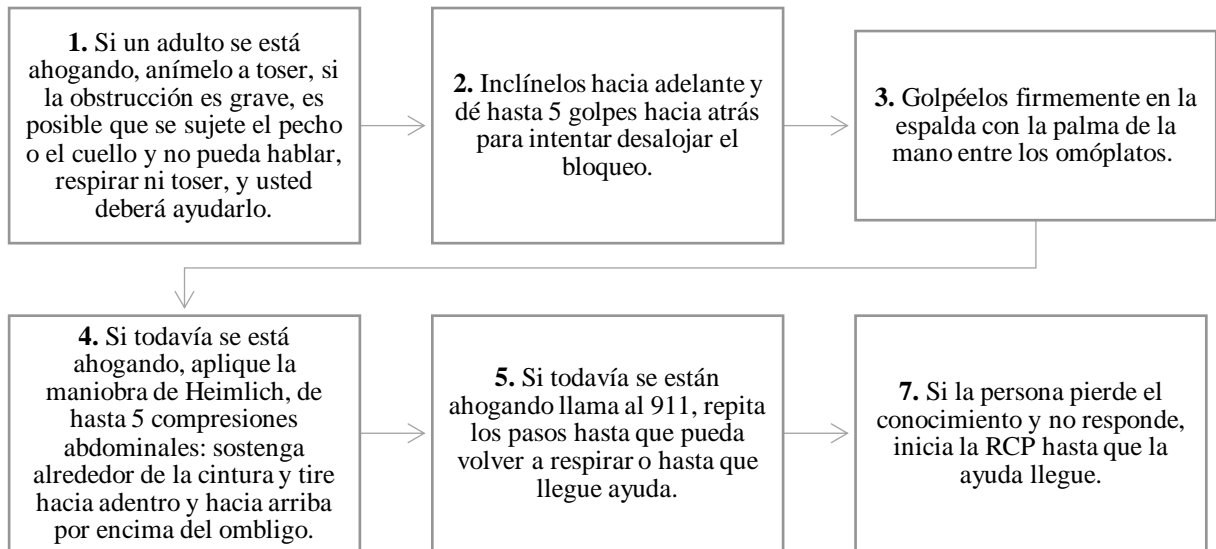 1. Si un adulto se está
ahogando, anímelo a toser, si
la obstrucción es grave, es
posible que se sujete el pecho
o el cuello y no pueda hablar,
respirar ni toser, y usted
deberá ayudarlo.
2. Inclínelos hacia adelante y
dé hasta 5 golpes hacia atrás
para intentar desalojar el
bloqueo.
3. Golpéelos firmemente en la
espalda con la palma de la
mano entre los omóplatos.
4. Si todavía se está
ahogando, aplique la
maniobra de Heimlich, de
hasta 5 compresiones
abdominales: sostenga
alrededor de la cintura y tire
hacia adentro y hacia arriba
por encima del ombligo.
5. Si todavía se están
ahogando llama al 911, repita
los pasos hasta que pueda
volver a respirar o hasta que
llegue ayuda.
7. Si la persona pierde el
conocimiento y no responde,
inicia la RCP hasta que la
ayuda llegue.